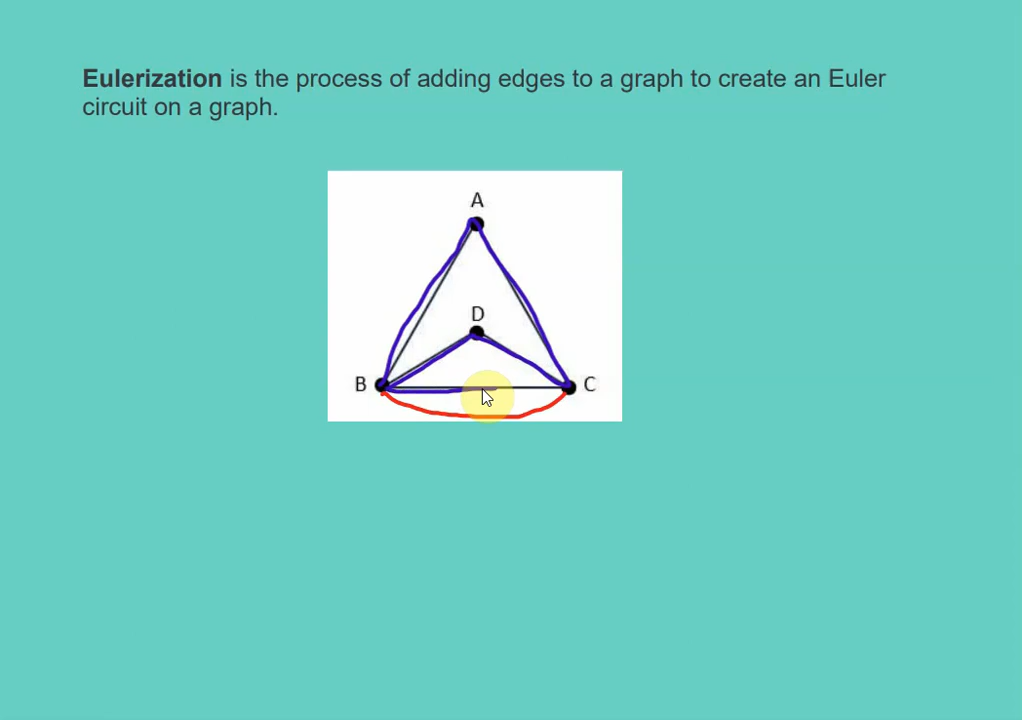 Eulerization is the process of adding edges to a graph to create an Euler
circuit on a graph.
A
D
B
C